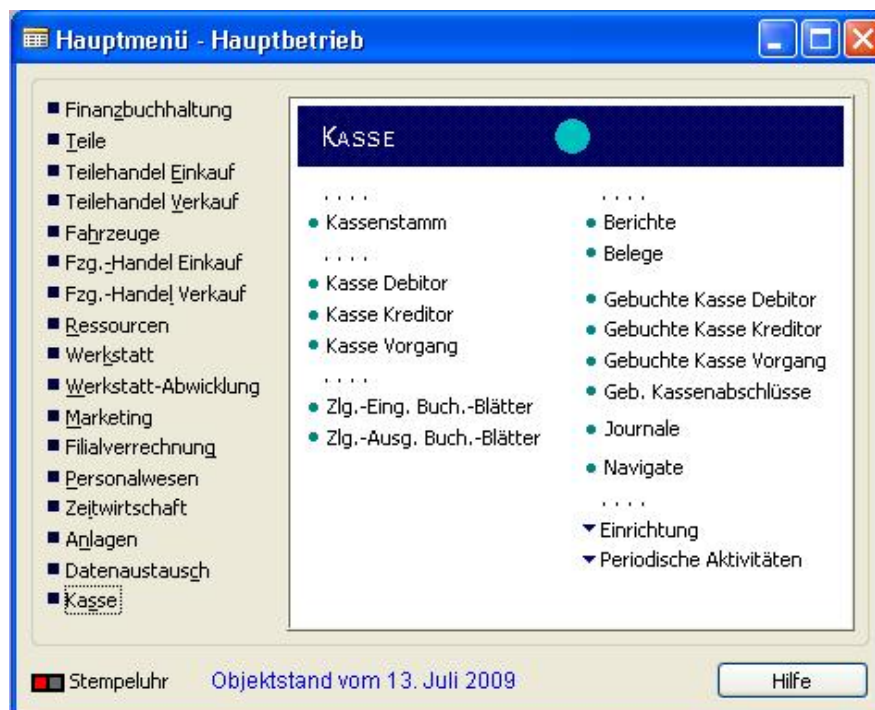 Hauptmenü - Hauptbetrieb
Finanzbuchhaltung
Teile
Teilehandel Einkauf
Teilehandel Verkauf
Fahrzeuge
Fzg.-Handel Einkauf
Fzg.-Handel Verkauf
Ressourcen
Werkstatt
Werkstatt-Abwicklung
Marketing
Filialverrechnung
Personalwesen
Zeitwirtschaft
Anlagen
Datenaustausch
Kasse
KASSE
. . . .
Kassenstamm
. . . .
Kasse Debitor
Kasse Kreditor
Kasse Vorgang
. . . .
Zlg.-Eing. Buch.-Blätter
Zlg.-Ausg. Buch.-Blätter
. . . .
Berichte
Belege
Gebuchte Kasse Debitor
Gebuchte Kasse Kreditor
Gebuchte Kasse Vorgang
Geb. Kassenabschlüsse
Journale
Navigate
. . . .
Einrichtung
Periodische Aktivitäten
Stempeluhr
Objektstand vom 13. Juli 2009
Hilfe